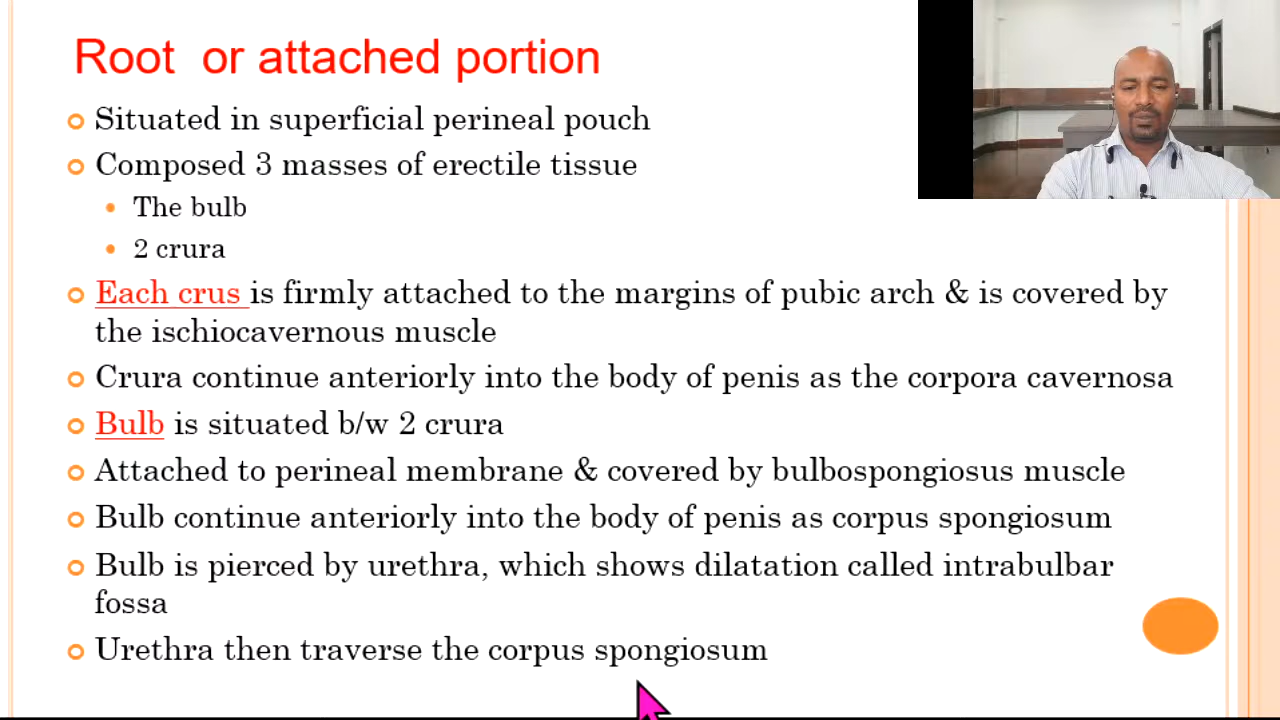 Root or attached portion
Situated in superficial perineal pouch
Composed 3 masses of erectile tissue
The bulb
2 crura
Each crus is firmly attached to the margins of pubic arch & is covered by
the ischiocavernous muscle
Crura continue anteriorly into the body of penis as the corpora cavernosa
Bulb is situated b/w 2 crura
Attached to perineal membrane & covered by bulbospongiosus muscle
Bulb continue anteriorly into the body of penis as corpus spongiosum
Bulb is pierced by urethra, which shows dilatation called intrabulbar
fossa
Urethra then traverse the corpus spongiosum